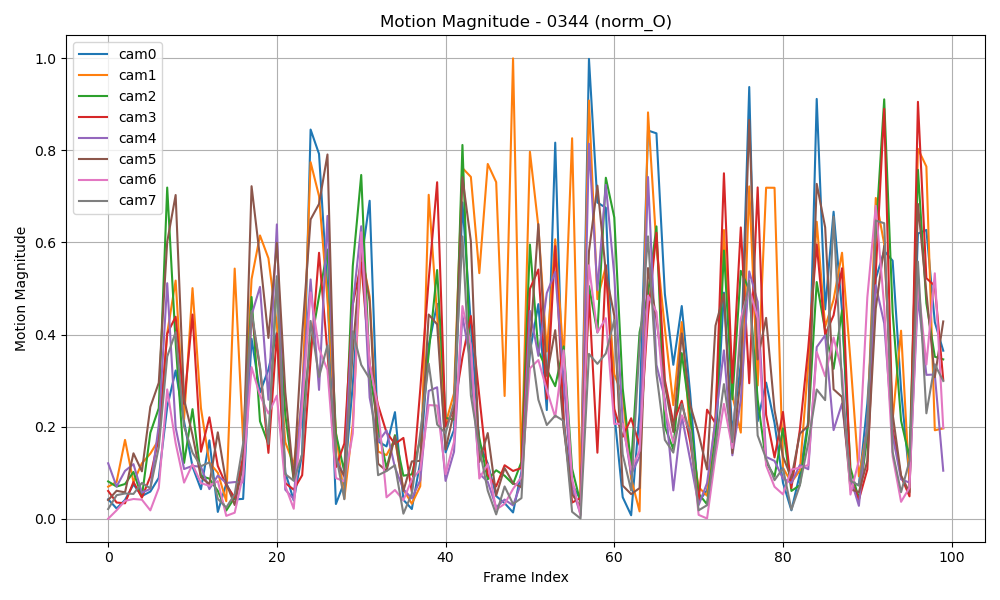 Motion Magnitude - 0344 (norm_O)
cam0
cam1
cam2
cam3
cam4
cam5
cam6
cam7
Motion Magnitude
1.0
0.8
0.6
0.4
0.2
0.0
0 20 40 60 80 100
Frame Index